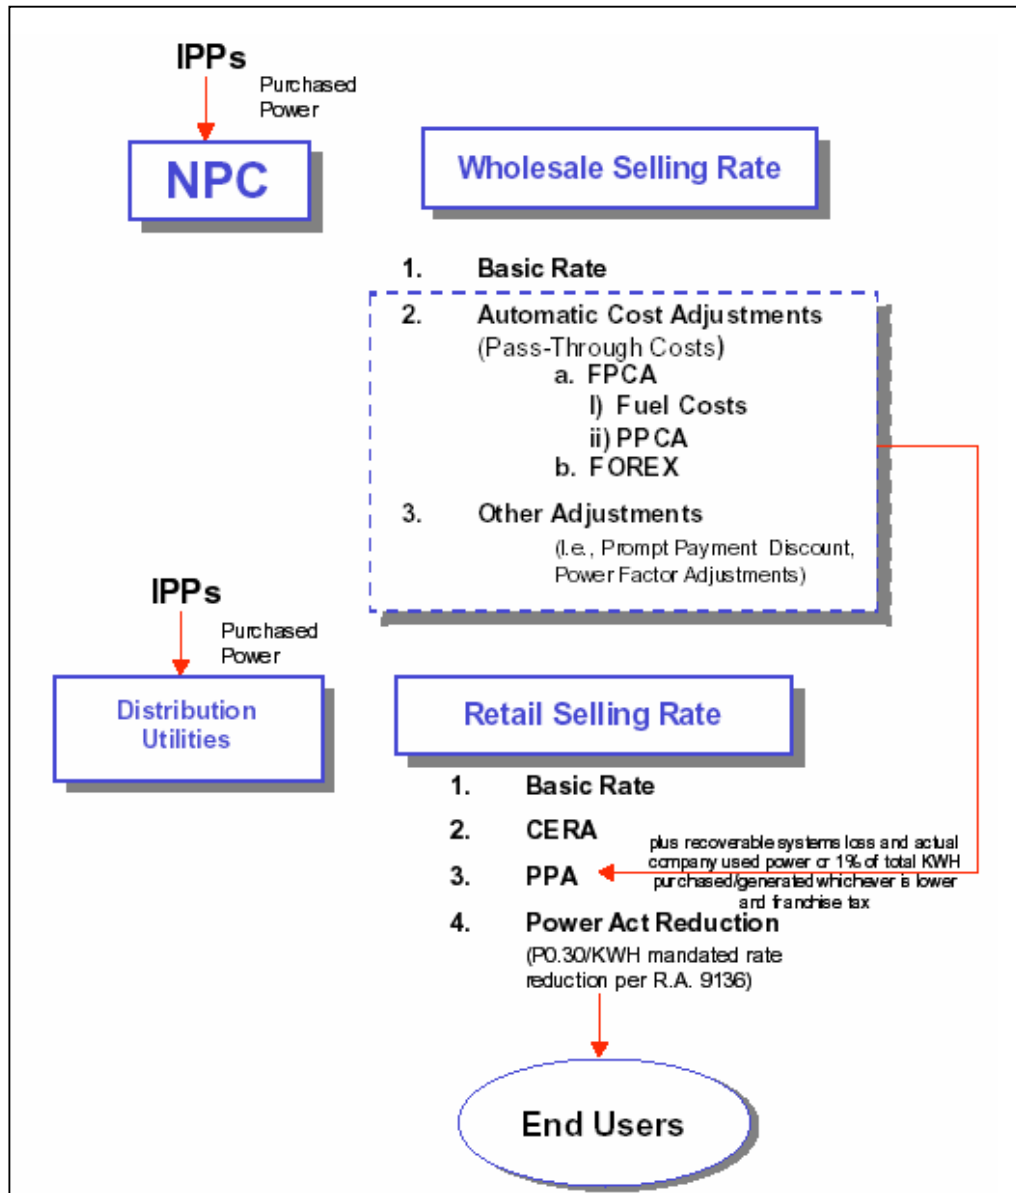 IPPs
Purchased
Power
NPC
Wholesale Selling Rate
1. Basic Rate
2. Automatic Cost Adjustments
(Pass-Through Costs)
a. FPCA
I) Fuel Costs
ii) PPCA
b. FOREX
3. Other Adjustments
(I.e., Prompt Payment Discount,
Power Factor Adjustments)
IPPs
Purchased
Power
Distribution
Utilities
Retail Selling Rate
1. Basic Rate
2. CERA
3. PPA
plus recoverable systems loss and actual
company used power or 1% of total KWH
purchased/generated whichever is lower
and franchise tax
4. Power Act Reduction
(P0.30/KWH mandated rate
reduction per R.A. 9136)
End Users